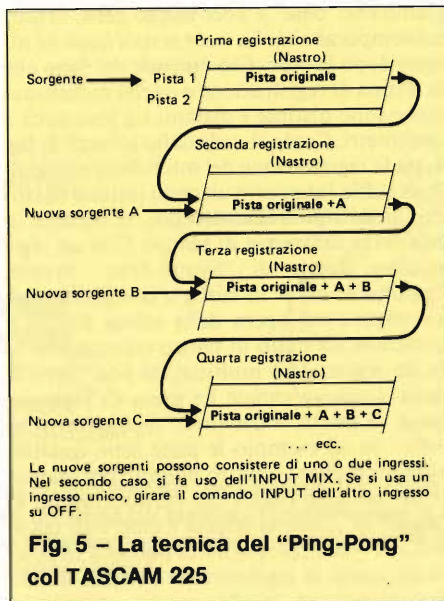 Prima registrazione
(Nastro)
Sorgente
Pista 1
Pista originale
Pista 2
Seconda registrazione
(Nastro)
Nuova sorgente A
Pista originale +A
Terza registrazione
(Nastro)
Nuova sorgente B
Pista originale + A + B
Quarta registrazione
(Nastro)
Nuova sorgente C
Pista originale + A + B + C
... ecc.
Le nuove sorgenti possono consistere di uno o due ingressi.
Nel secondo caso si fa uso dell'INPUT MIX. Se si usa un
ingresso unico, girare il comando INPUT dell'altro ingresso
su OFF.
Fig. 5 – La tecnica del "Ping-Pong"
col TASCAM 225